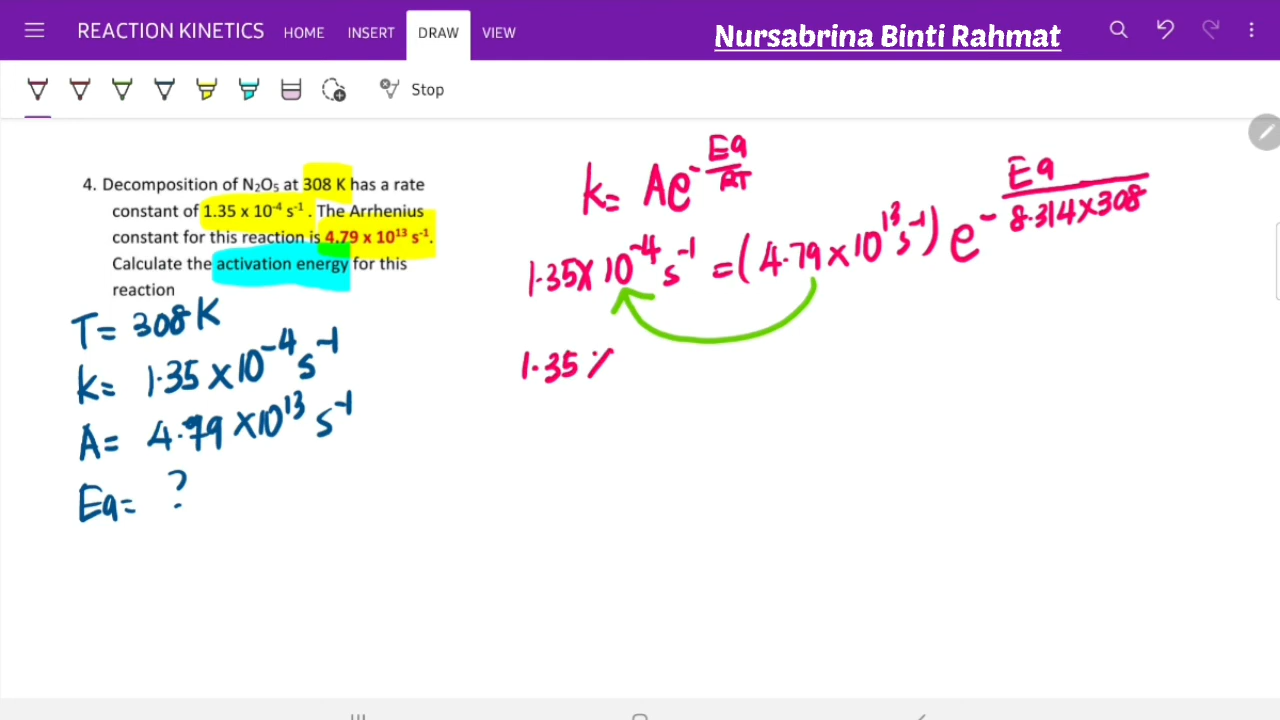 REACTION KINETICS HOME INSERT DRAW VIEW
Nursabrina Binti Rahmat
Stop
4. Decomposition of N₂O₅ at 308 K has a rate
constant of 1.35 x 10⁻⁴ s⁻¹ . The Arrhenius
constant for this reaction is 4.79 x 10¹³ s⁻¹.
Calculate the activation energy for this
reaction
T= 308K
k= 1.35 ×10⁻⁴ s⁻¹
A= 4.79 ×10¹³ s⁻¹
Ea= ?
k= Ae^-Ea/RT
1.35×10⁻⁴ s⁻¹ = (4.79×10¹³ s⁻¹) e^-Ea/8.314×308
1.35